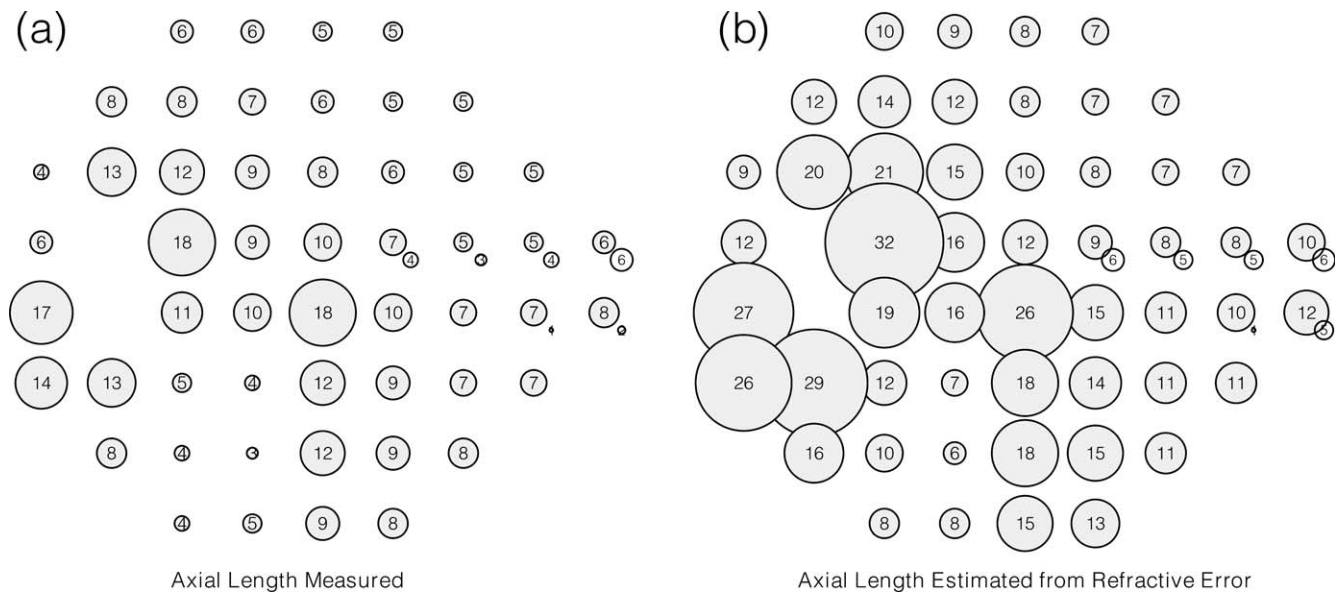 (a)
6 6 5 5
8 8 7 6 5 5
4 13 12 9 8 6 5 5
6 18 9 10 7 5 5 6
4 3 4 6
17 11 10 18 10 7 7 8
14 13 5 4 12 9 7 7
8 4 3 12 9 8
4 5 9 8
Axial Length Measured
(b)
10 9 8 7
12 14 12 8 7 7
9 20 21 15 10 8 7 7
12 32 16 12 9 8 8 10
6 5 5 6
27 19 16 26 15 11 10 12
5
26 29 12 7 18 14 11 11
16 10 6 18 15 11
8 8 15 13
Axial Length Estimated from Refractive Error